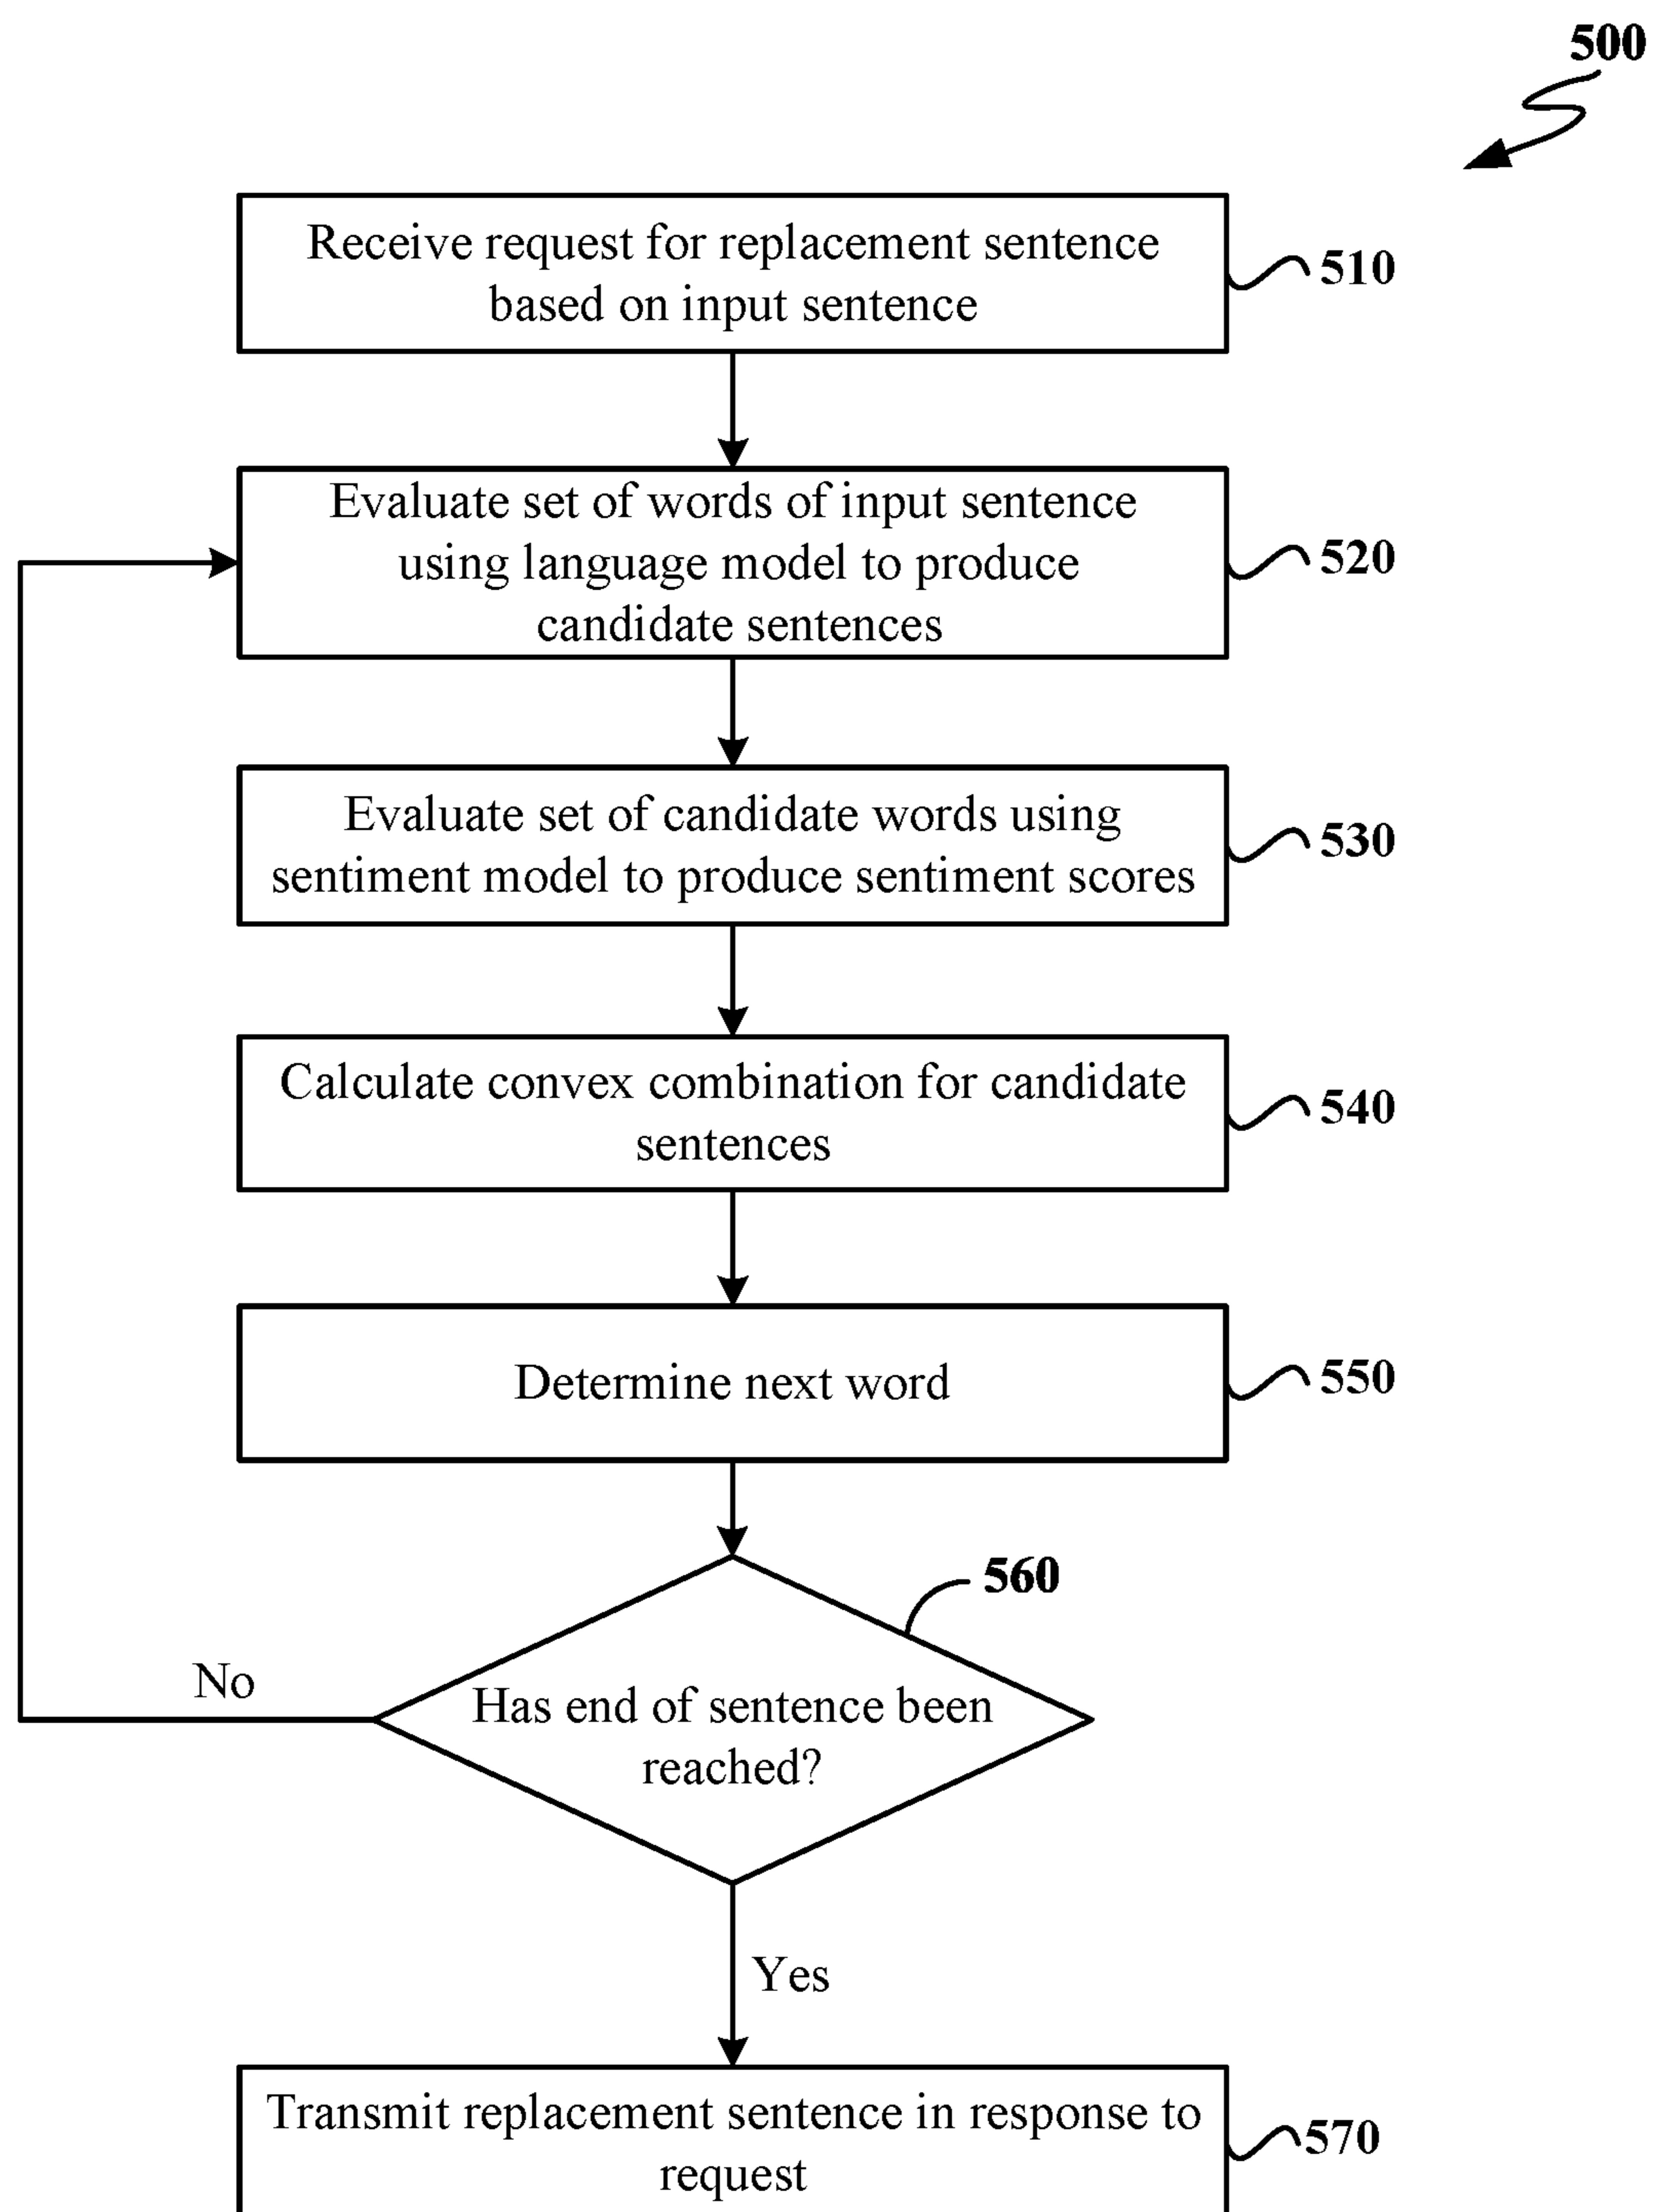 500
Receive request for replacement sentence
based on input sentence
510
Evaluate set of words of input sentence
using language model to produce
candidate sentences
520
Evaluate set of candidate words using
sentiment model to produce sentiment scores
530
Calculate convex combination for candidate
sentences
540
Determine next word
550
560
Has end of sentence been
reached?
No
Yes
Transmit replacement sentence in response to
request
570